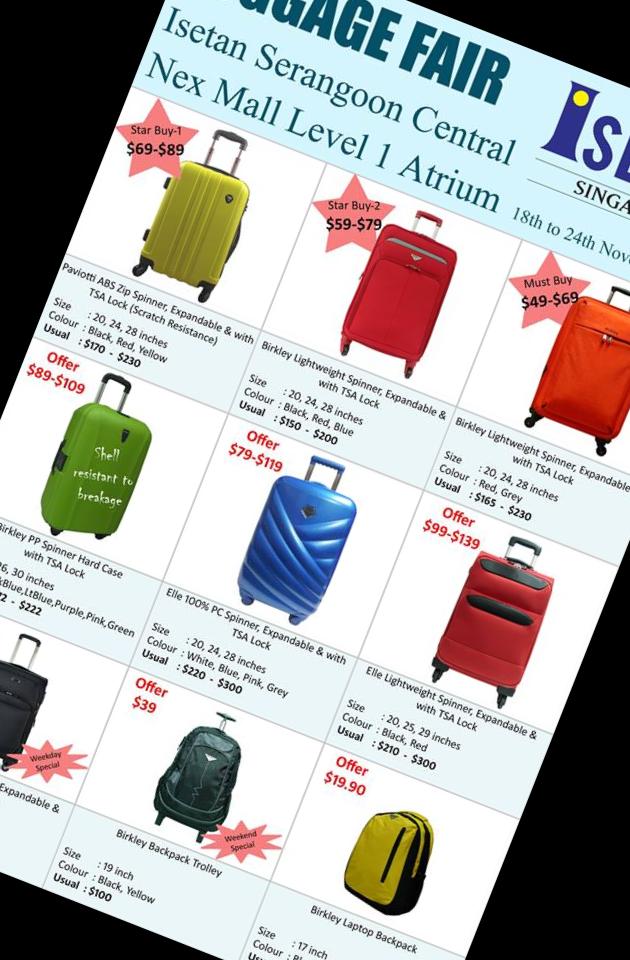 LUGGAGE FAIR
Isetan Serangoon Central
Nex Mall Level 1 Atrium
18th to 24th
Star Buy-1
$69-$89
Paviotti ABS Zip Spinner, Expandable & with
TSA Lock (Scratch Resistance)
Size : 20, 24, 28 inches
Colour : Black, Red, Yellow
Usual : $170 - $230
Star Buy-2
$59-$79
Birkley Lightweight Spinner, Expandable &
with TSA Lock
Size : 20, 24, 28 inches
Colour : Black, Red, Blue
Usual : $150 - $200
Must Buy
$49-$69
Birkley Lightweight Spinner, Expandable
with TSA Lock
Size : 20, 24, 28 inches
Colour : Red, Grey
Usual : $165 - $230
Offer
$89-$109
Shell
resistant to
breakage
Birkley PP Spinner Hard Case
with TSA Lock
30 inches
LtBlue,Purple,Pink,Green
- $222
Offer
$79-$119
Elle 100% PC Spinner, Expandable & with
TSA Lock
Size : 20, 24, 28 inches
Colour : White, Blue, Pink, Grey
Usual : $220 - $300
Offer
$99-$139
Elle Lightweight Spinner, Expandable &
with TSA Lock
Size : 20, 25, 29 inches
Colour : Black, Red
Usual : $210 - $300
Weekday
Special
Expandable &
Offer
$39
Weekend
Special
Birkley Backpack Trolley
Size : 19 inch
Colour : Black, Yellow
Usual : $100
Offer
$19.90
Birkley Laptop Backpack
Size : 17 inch